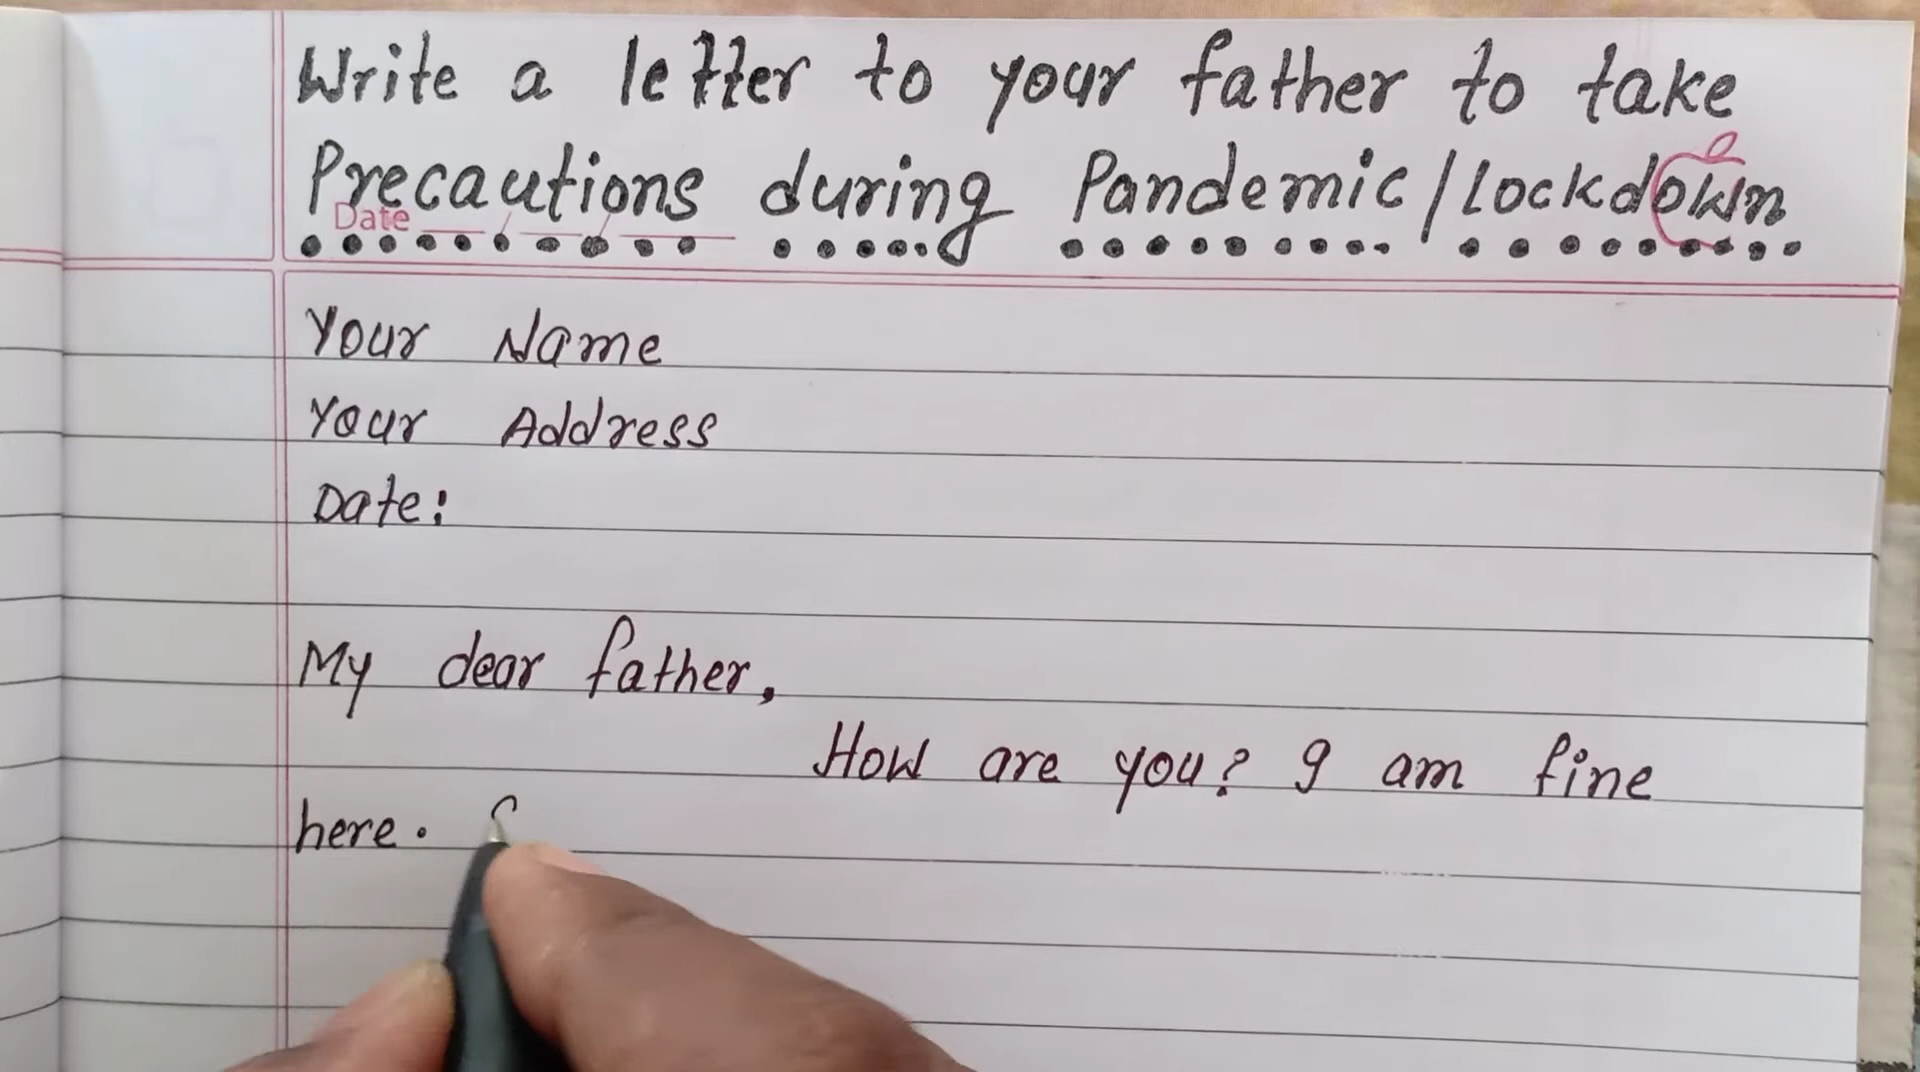 Write a letter to your father to take
Precautions during Pandemic/Lockdown
Date
Your Name
Your Address
Date:
My dear father,
How are you? I am fine
here.